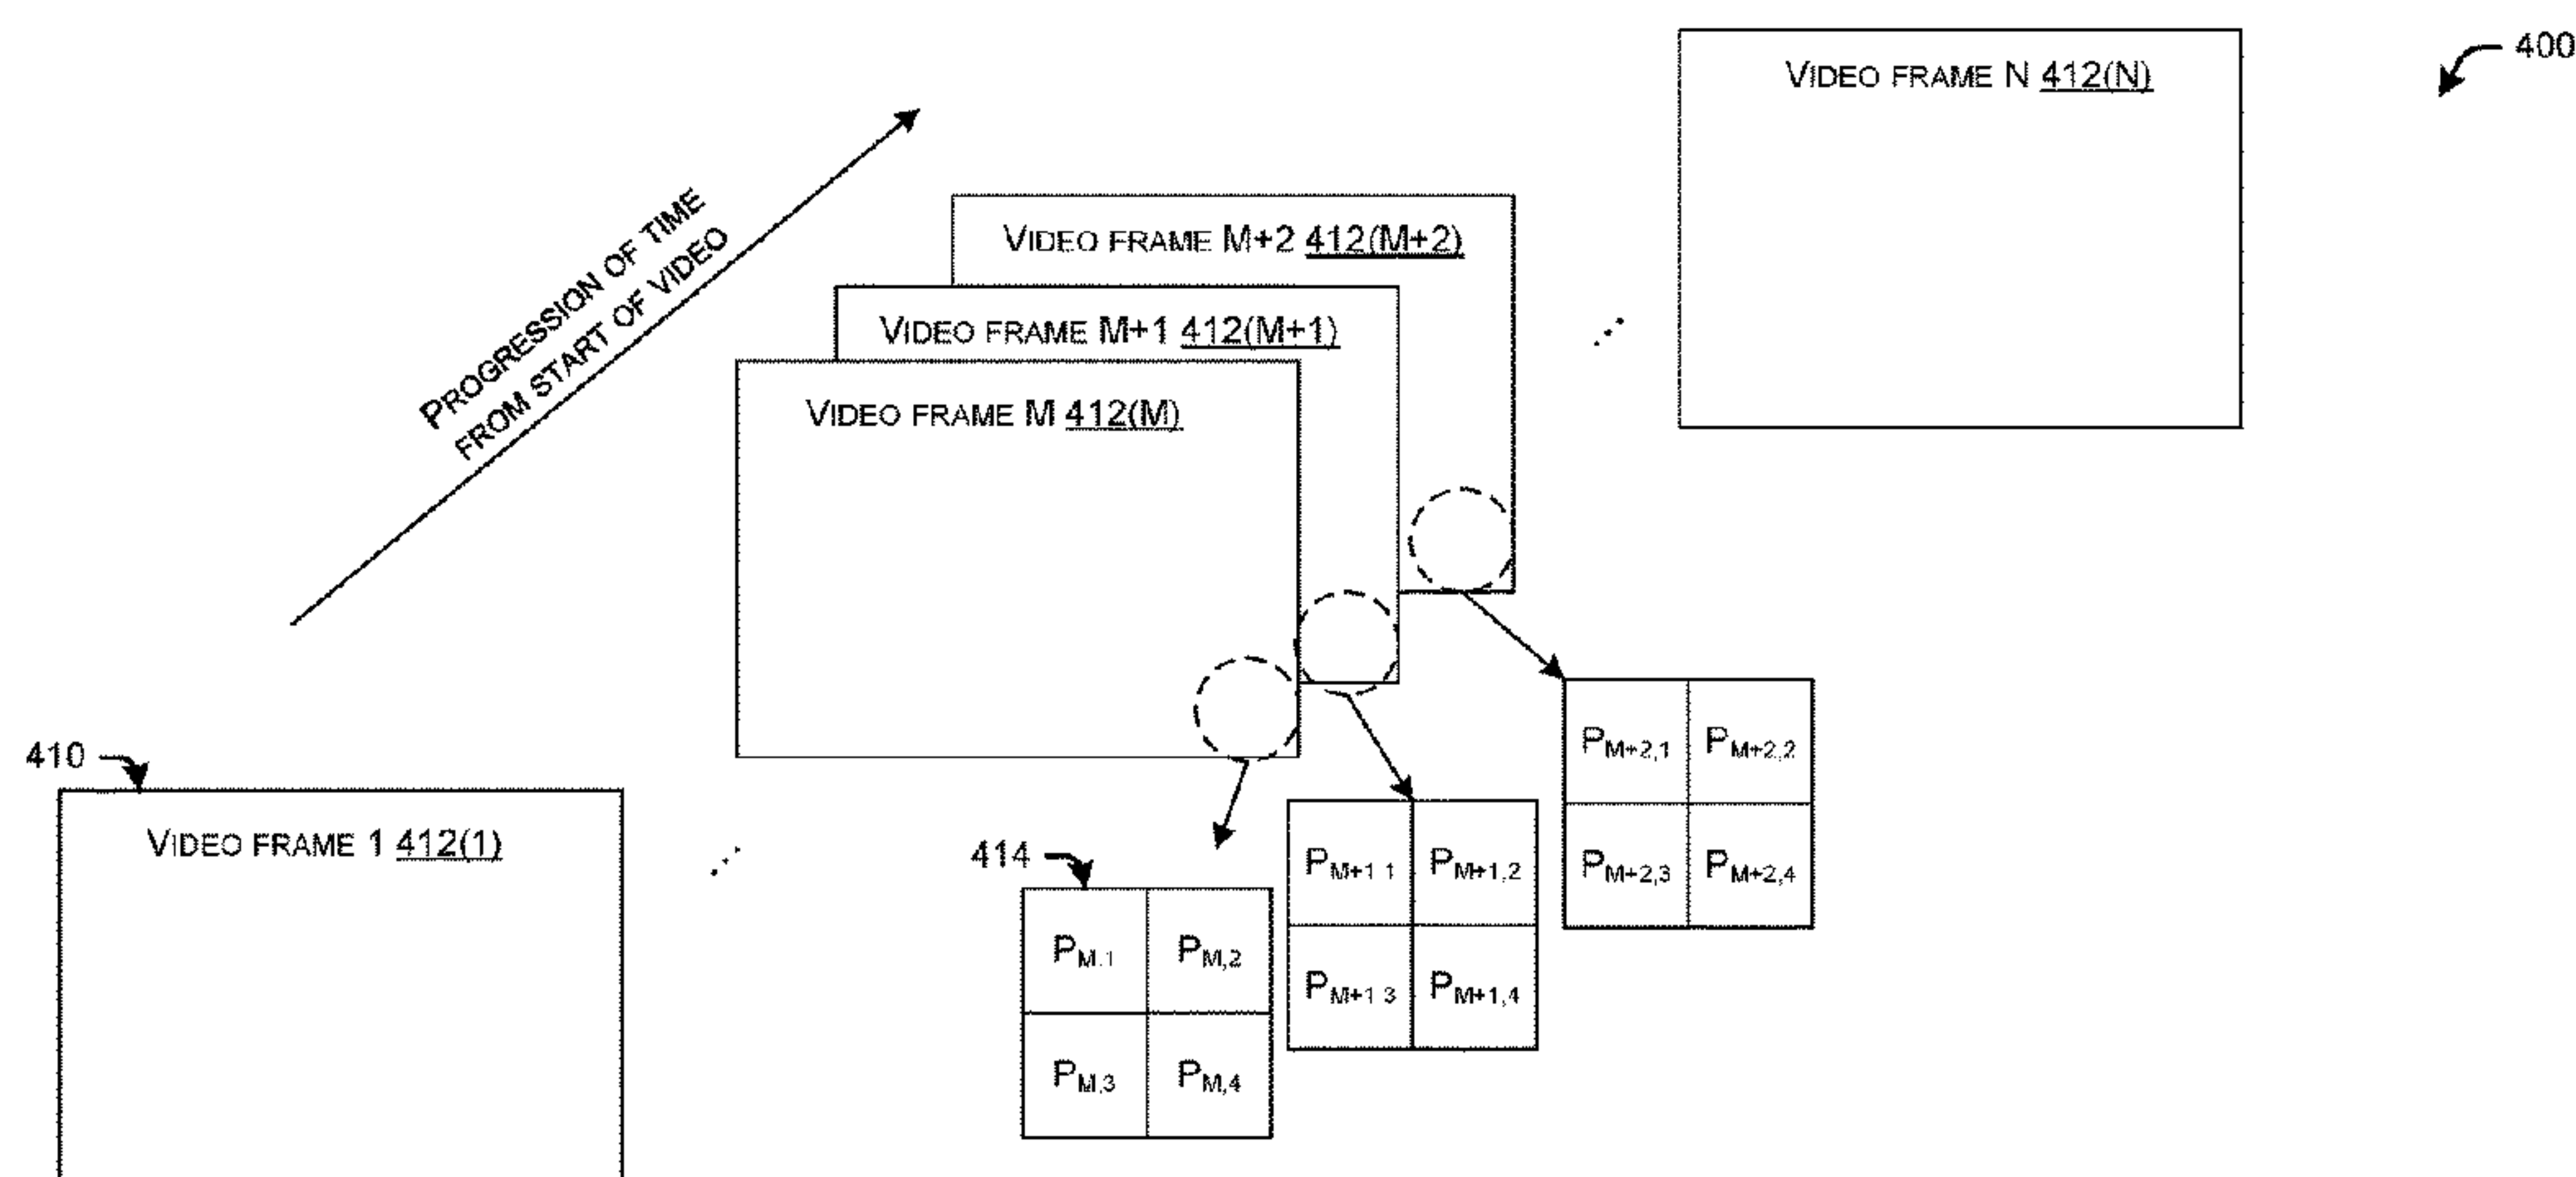 400
VIDEO FRAME N 412(N)
PROGRESSION OF TIME
FROM START OF VIDEO
VIDEO FRAME M+2 412(M+2)
VIDEO FRAME M+1 412(M+1)
VIDEO FRAME M 412(M)
410
VIDEO FRAME 1 412(1)
414
PM+2,1 PM+2,2
PM+2,3 PM+2,4
PM+1 1 PM+1,2
PM+1 3 PM+1,4
PM.1 PM,2
PM,3 PM,4